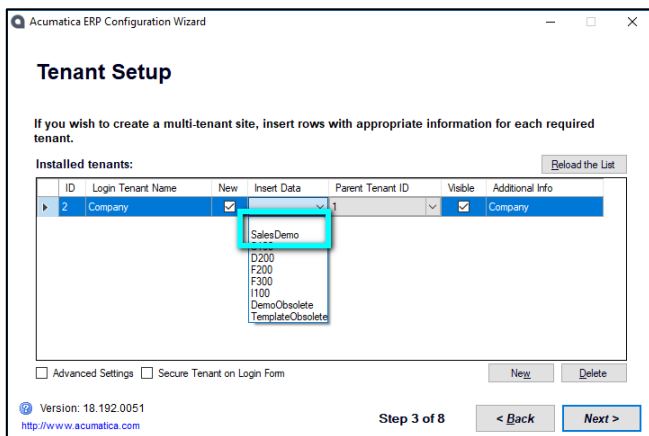 Acumatica ERP Configuration Wizard
Tenant Setup
If you wish to create a multi-tenant site, insert rows with appropriate information for each required
tenant.
Installed tenants:
Reload the List
ID Login Tenant Name New Insert Data Parent Tenant ID Visible Additional Info
2 Company 1 Company
SalesDemo
D200
F200
F300
I100
DemoObsolete
TemplateObsolete
Advanced Settings Secure Tenant on Login Form New Delete
Version: 18.192.0051
http://www.acumatica.com
Step 3 of 8 < Back Next >